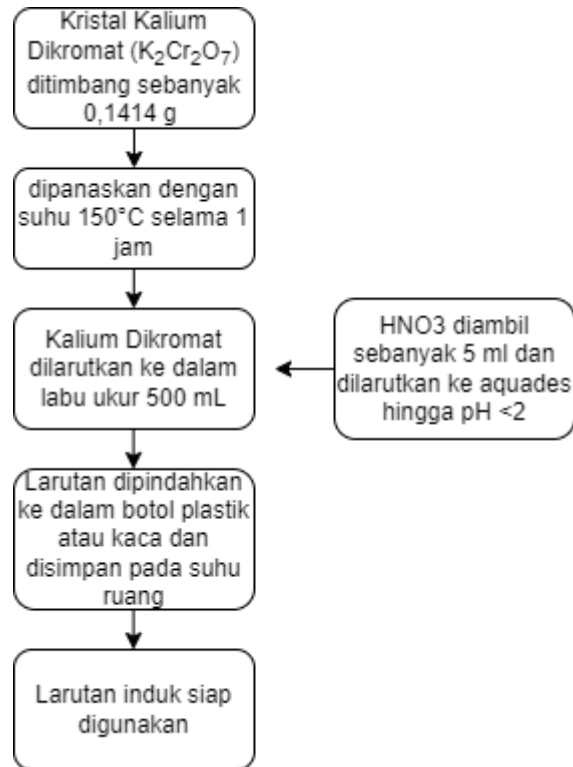 Kristal Kalium
Dikromat (K₂Cr₂O₇)
ditimbang sebanyak
0,1414 g
dipanaskan dengan
suhu 150°C selama 1
jam
Kalium Dikromat
dilarutkan ke dalam
labu ukur 500 mL
HNO3 diambil
sebanyak 5 ml dan
dilarutkan ke aquades
hingga pH <2
Larutan dipindahkan
ke dalam botol plastik
atau kaca dan
disimpan pada suhu
ruang
Larutan induk siap
digunakan